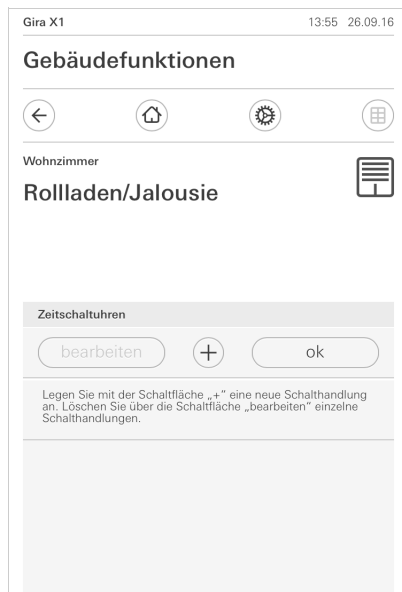 Gira X1 13:55 26.09.16
Gebäudefunktionen
Wohnzimmer
Rollladen/Jalousie
Zeitschaltuhren
bearbeiten + ok
Legen Sie mit der Schaltfläche „+“ eine neue Schalthandlung
an. Löschen Sie über die Schaltfläche „bearbeiten“ einzelne
Schalthandlungen.